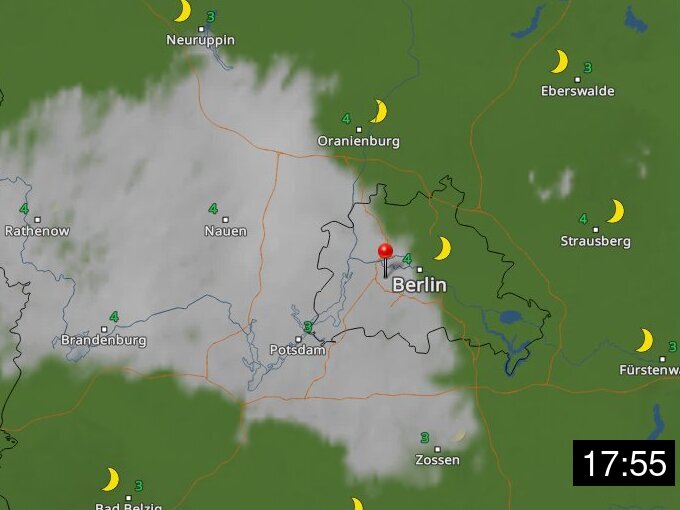 3
Neuruppin
3
Eberswalde
4
Oranienburg
4
Rathenow
4
Nauen
4
Strausberg
4
Berlin
4
Brandenburg
3
Potsdam
3
Fürstenwa
3
Zossen
17:55
3
Bad Belzig